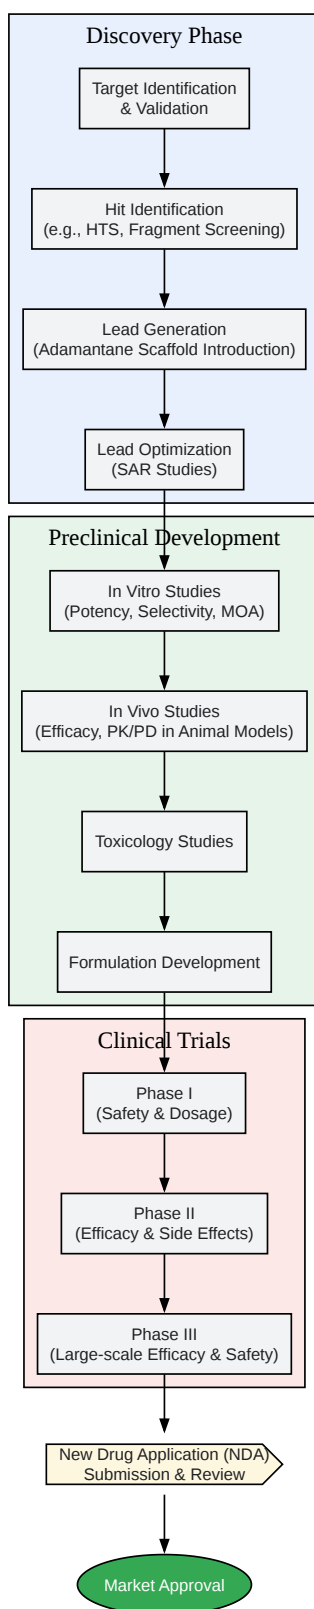 Discovery Phase
Target Identification
& Validation
Hit Identification
(e.g., HTS, Fragment Screening)
Lead Generation
(Adamantane Scaffold Introduction)
Lead Optimization
(SAR Studies)
Preclinical Development
In Vitro Studies
(Potency, Selectivity, MOA)
In Vivo Studies
(Efficacy, PK/PD in Animal Models)
Toxicology Studies
Formulation Development
Clinical Trials
Phase I
(Safety & Dosage)
Phase II
(Efficacy & Side Effects)
Phase III
(Large-scale Efficacy & Safety)
New Drug Application (NDA)
Submission & Review
Market Approval